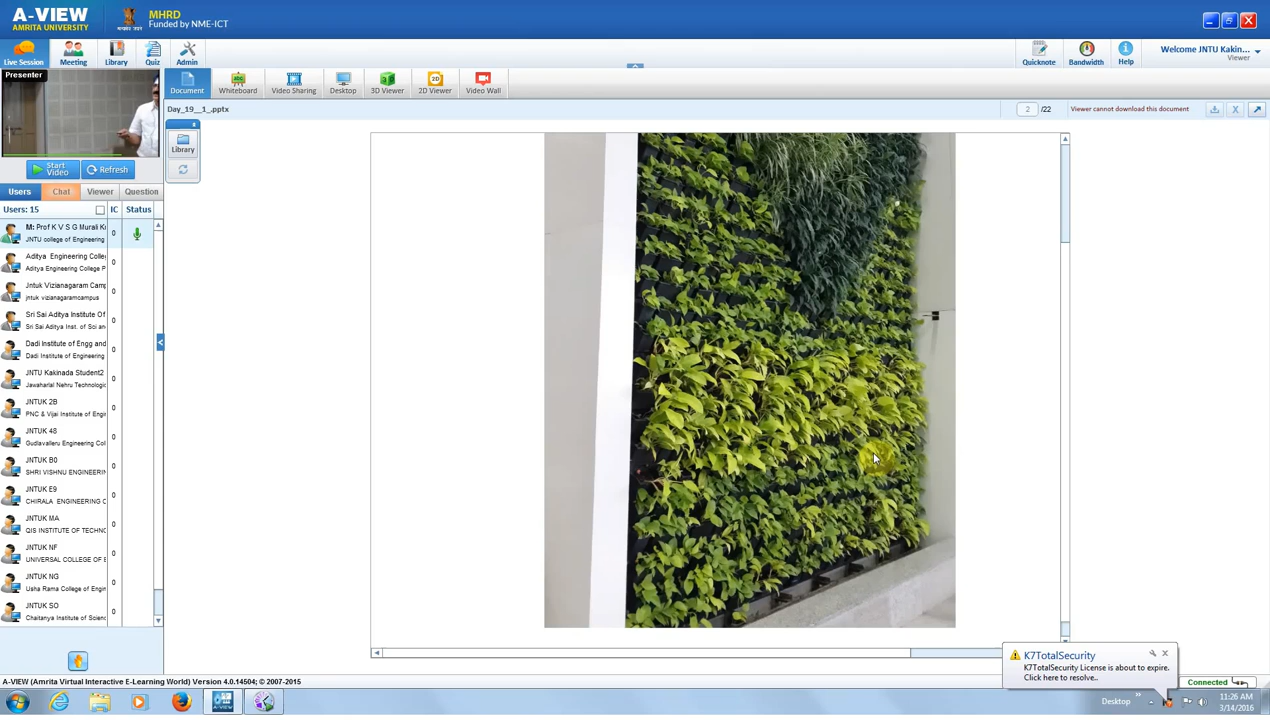 A-VIEW
AMRITA UNIVERSITY
MHRD
Funded by NME-ICT
Live Session
Meeting
Library
Quiz
Admin
Quicknote
Bandwidth
Help
Welcome JNTU Kakin...
Viewer
Presenter
Document
Whiteboard
Video Sharing
Desktop
3D Viewer
2D Viewer
Video Wall
Day_19__1_.pptx
2 /22
Viewer cannot download this document
Library
Start Video
Refresh
Users
Chat
Viewer
Question
Users: 15
IC
Status
M: Prof K V S G Murali Kr
JNTU college of Engineering
0
Aditya Engineering Colleg
Aditya Engineering College P
0
Jntuk Vizianagaram Camp
jntuk vizianagaramcampus
0
Sri Sai Aditya Institute Of
Sri Sai Aditya Inst. of Sci and
0
Dadi Institute of Engg and
Dadi Institute of Engineering
0
JNTU Kakinada Student2
Jawaharlal Nehru Technologic
0
JNTUK 2B
PNC & Vijai Institute of Engin
0
JNTUK 48
Gudlavalleru Engineering Col
0
JNTUK B0
SHRI VISHNU ENGINEERIN
0
JNTUK E9
CHIRALA ENGINEERING C
0
JNTUK MA
QIS INSTITUTE OF TECHNO
0
JNTUK NF
UNIVERSAL COLLEGE OF E
0
JNTUK NG
Usha Rama College of Engin
0
JNTUK SO
Chaitanya Institute of Scienc
0
K7TotalSecurity
K7TotalSecurity License is about to expire.
Click here to resolve..
A-VIEW (Amrita Virtual Interactive E-Learning World) Version 4.0.14504; © 2007-2015
Connected
Desktop
11:26 AM
3/14/2016